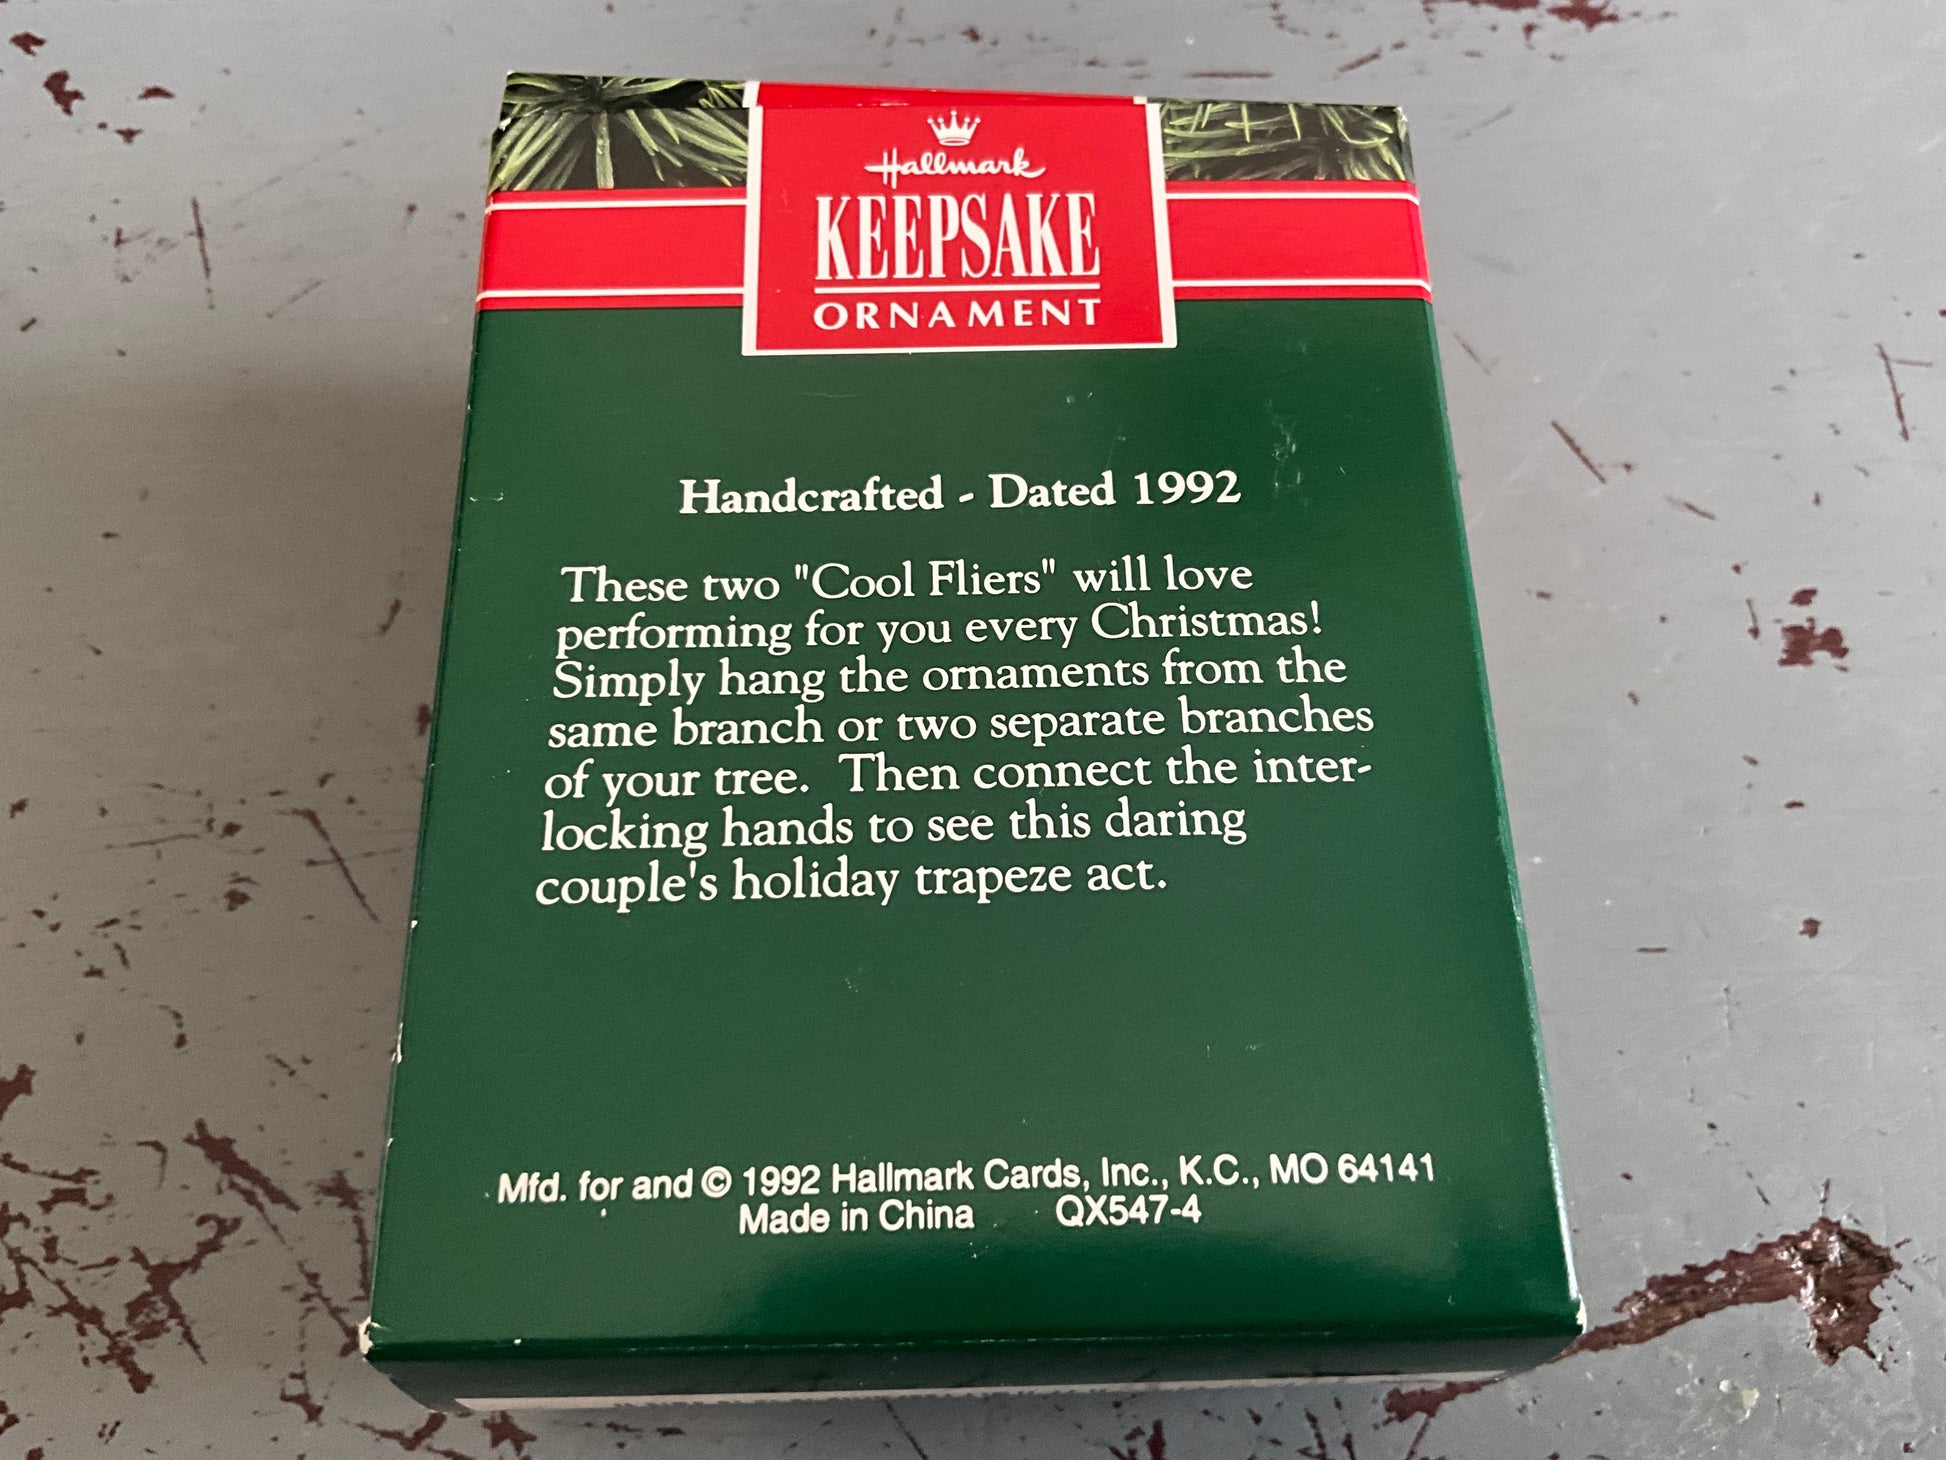 Hallmark
KEEPSAKE
ORNAMENT
Handcrafted - Dated 1992
These two "Cool Fliers" will love
performing for you every Christmas!
Simply hang the ornaments from the
same branch or two separate branches
of your tree. Then connect the inter-
locking hands to see this daring
couple's holiday trapeze act.
Mfd. for and © 1992 Hallmark Cards, Inc., K.C., MO 64141
Made in China QX547-4